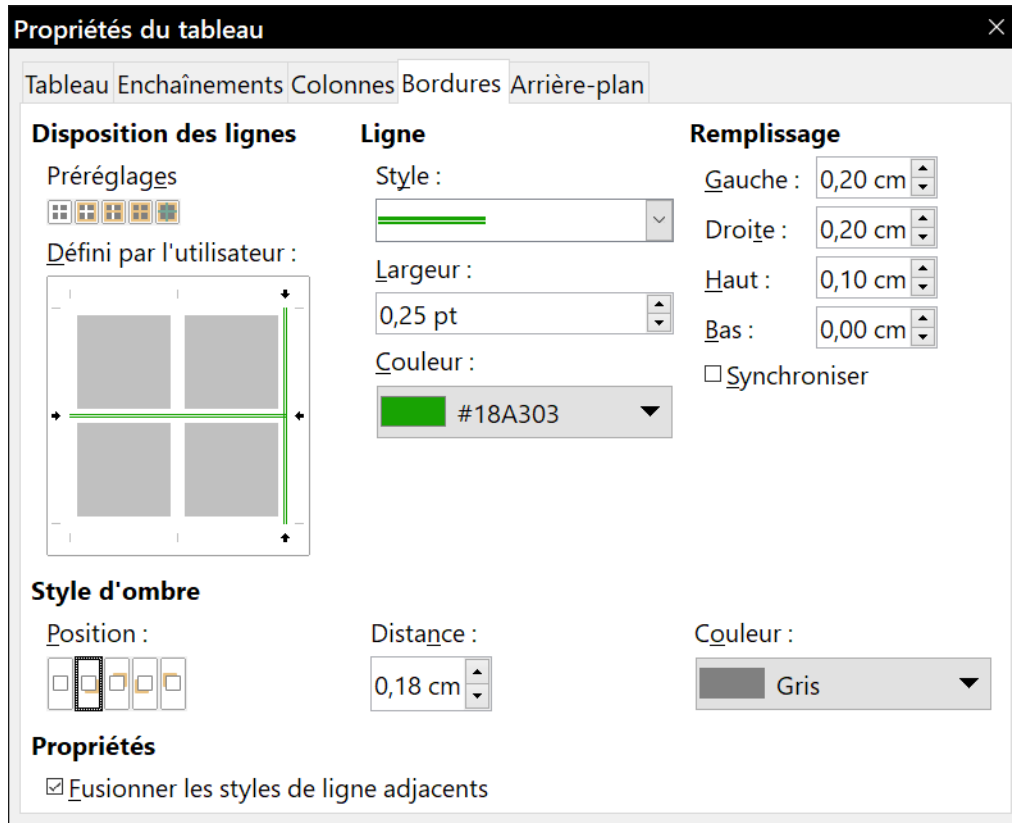 Propriétés du tableau
Tableau Enchaînements Colonnes Bordures Arrière-plan
Disposition des lignes
Préréglages
Défini par l'utilisateur :
Ligne
Style :
Largeur :
0,25 pt
Couleur :
#18A303
Remplissage
Gauche : 0,20 cm
Droite : 0,20 cm
Haut : 0,10 cm
Bas : 0,00 cm
Synchroniser
Style d'ombre
Position :
Distance :
0,18 cm
Couleur :
Gris
Propriétés
Fusionner les styles de ligne adjacents